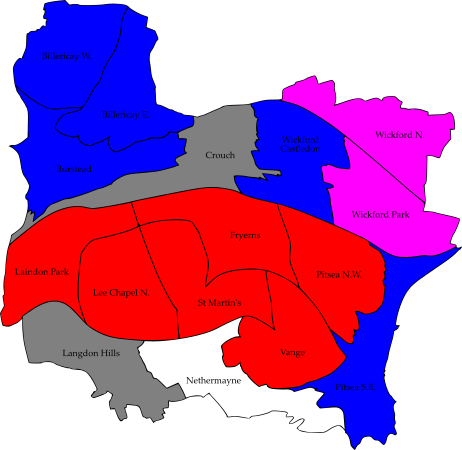 Billericay W.
Billericay E.
Burstead
Crouch
Wickford
Castledon
Wickford N.
Wickford Park
Laindon Park
Fryerns
Lee Chapel N.
St Martin's
Pitsea N.W.
Langdon Hills
Vange
Nethermayne
Pitsea S.E.